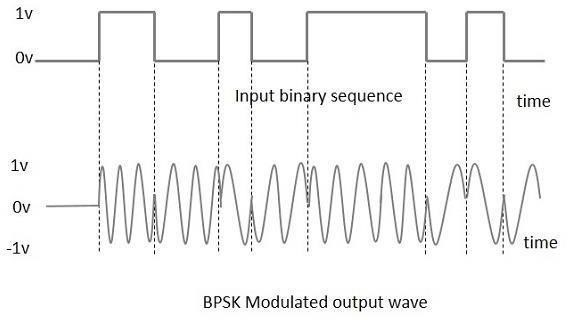 1v
0v
Input binary sequence
time
1v
0v
-1v
time
BPSK Modulated output wave